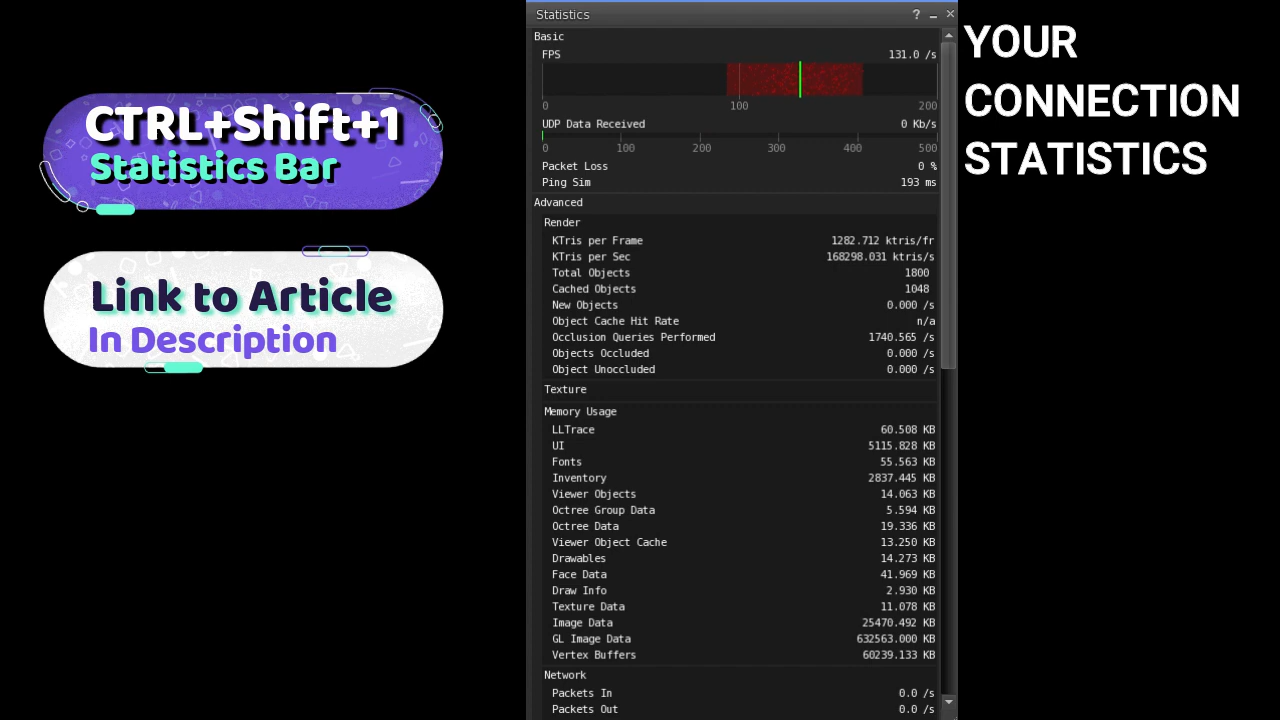 CTRL+Shift+1
Statistics Bar
Link to Article
In Description
Statistics ? _ ×
Basic
FPS 131.0 /s
0 100 200
UDP Data Received 0 Kb/s
0 100 200 300 400 500
Packet Loss 0 %
Ping Sim 193 ms
Advanced
Render
KTris per Frame 1282.712 ktris/fr
KTris per Sec 168298.031 ktris/s
Total Objects 1800
Cached Objects 1048
New Objects 0.000 /s
Object Cache Hit Rate n/a
Occlusion Queries Performed 1740.565 /s
Objects Occluded 0.000 /s
Object Unoccluded 0.000 /s
Texture
Memory Usage
LLTrace 60.508 KB
UI 5115.828 KB
Fonts 55.563 KB
Inventory 2837.445 KB
Viewer Objects 14.063 KB
Octree Group Data 5.594 KB
Octree Data 19.336 KB
Viewer Object Cache 13.250 KB
Drawables 14.273 KB
Face Data 41.969 KB
Draw Info 2.930 KB
Texture Data 11.078 KB
Image Data 25470.492 KB
GL Image Data 632563.000 KB
Vertex Buffers 60239.133 KB
Network
Packets In 0.0 /s
Packets Out 0.0 /s
YOUR
CONNECTION
STATISTICS